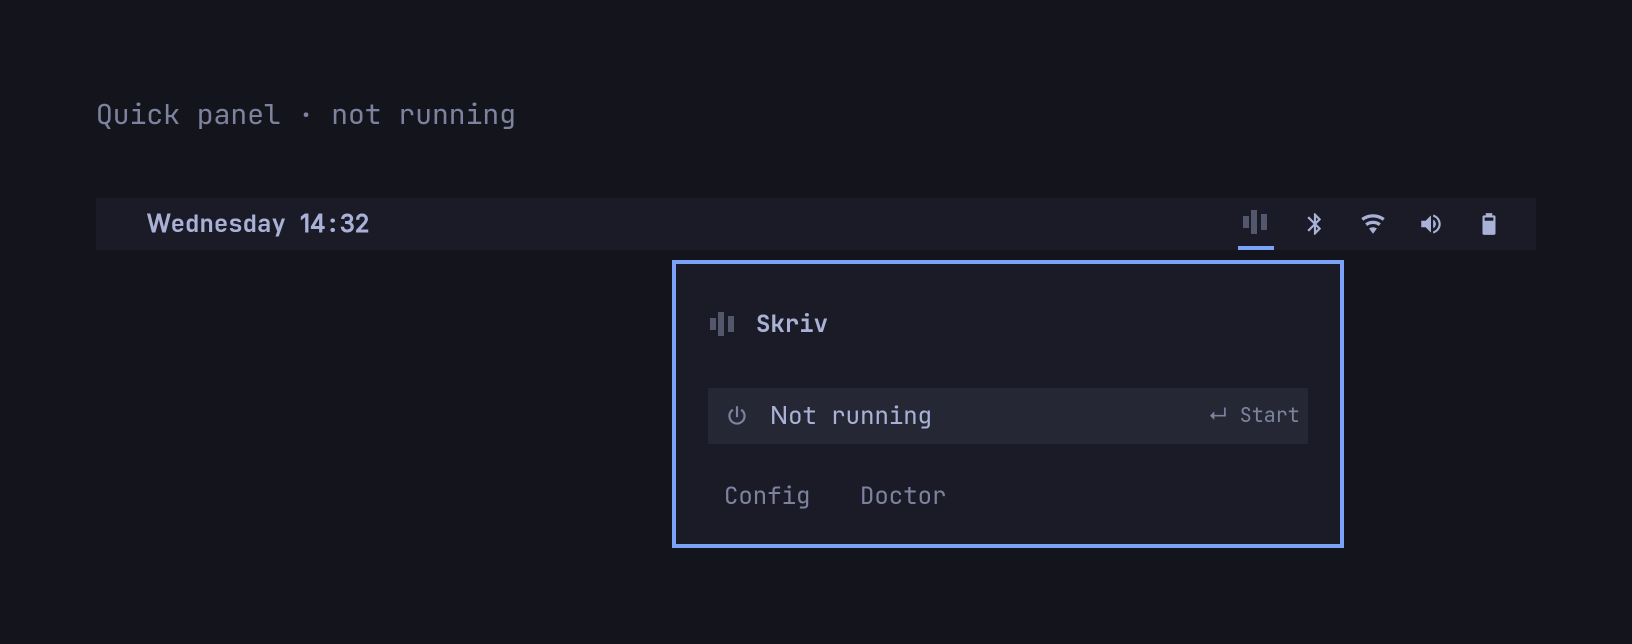 Quick panel · not running
Wednesday 14:32
Skriv
Not running ↵ Start
Config Doctor